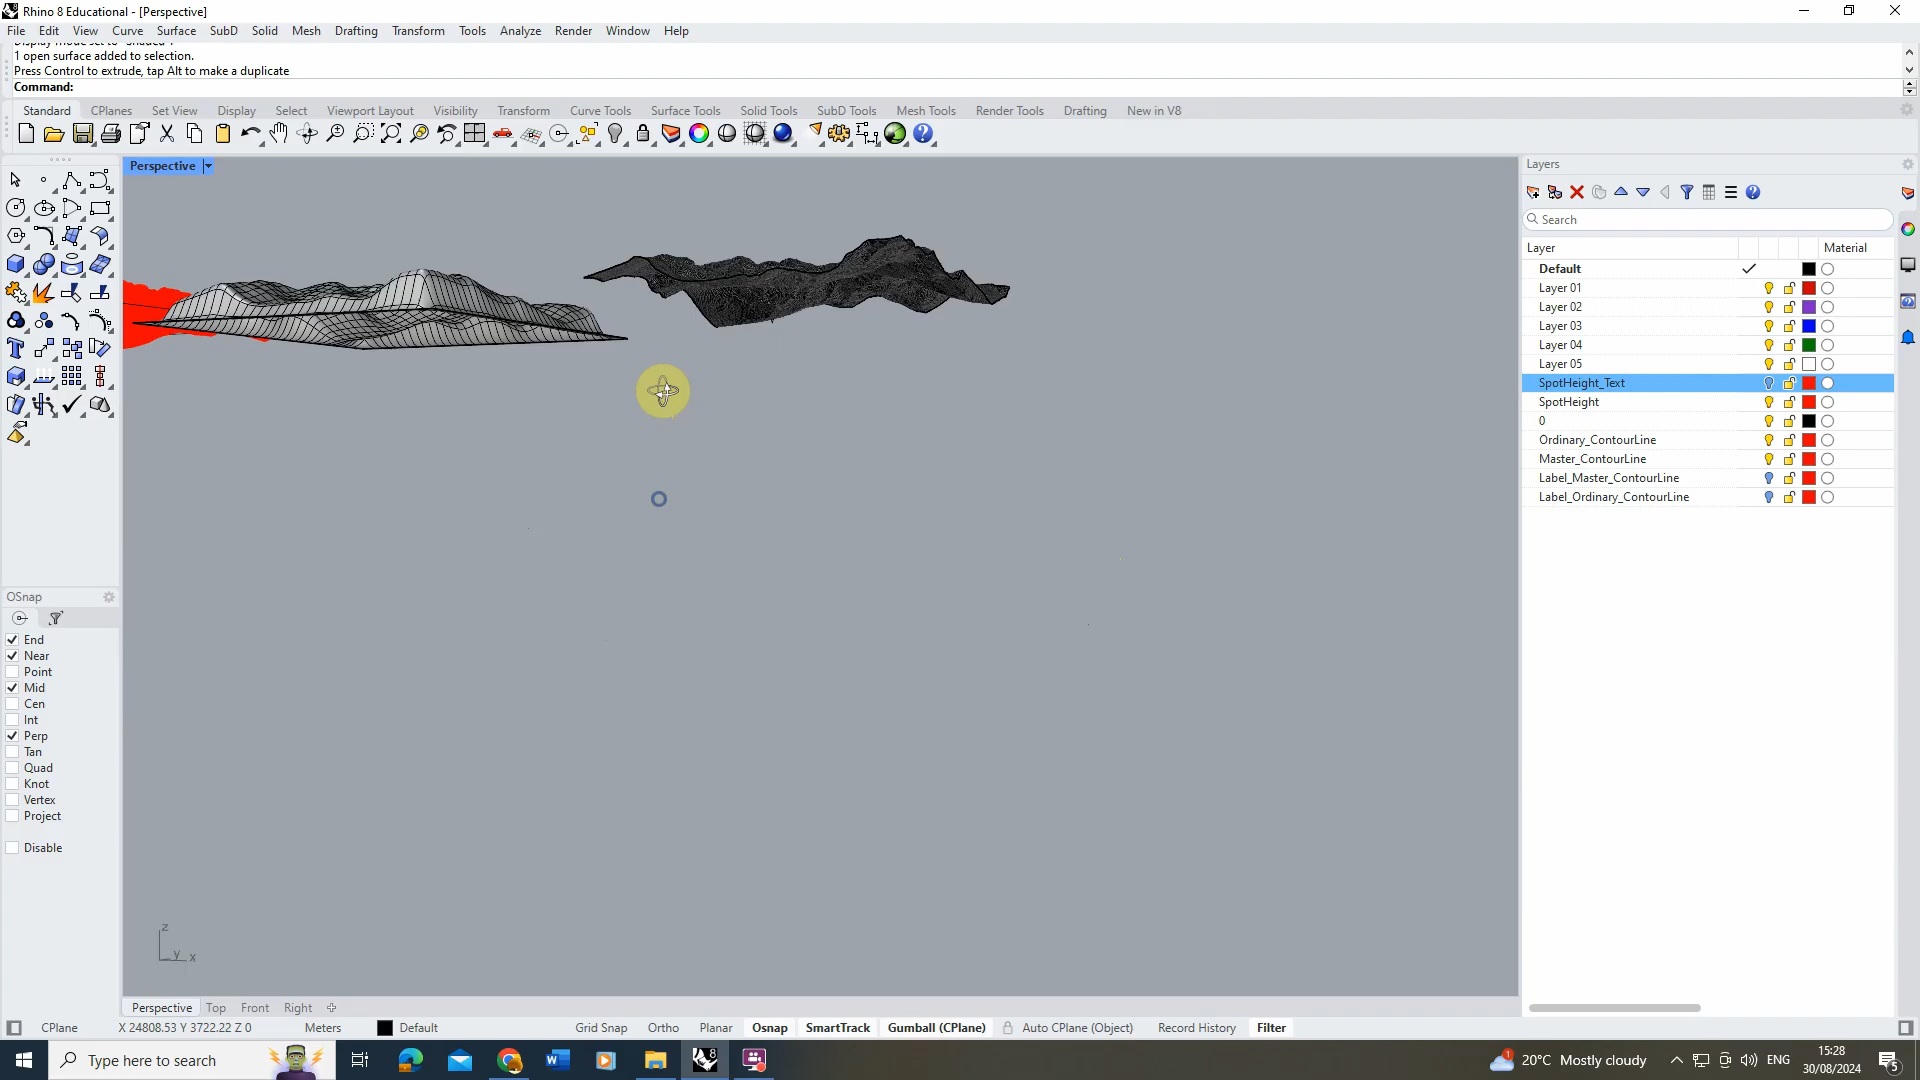 Rhino 8 Educational - [Perspective]
File Edit View Curve Surface SubD Solid Mesh Drafting Transform Tools Analyze Render Window Help
1 open surface added to selection.
Press Control to extrude, tap Alt to make a duplicate
Command:
Standard CPlanes Set View Display Select Viewport Layout Visibility Transform Curve Tools Surface Tools Solid Tools SubD Tools Mesh Tools Render Tools Drafting New in V8
Perspective
Layers
Search
Layer Material
Default
Layer 01
Layer 02
Layer 03
Layer 04
Layer 05
SpotHeight_Text
SpotHeight
0
Ordinary_ContourLine
Master_ContourLine
Label_Master_ContourLine
Label_Ordinary_ContourLine
OSnap
End
Near
Point
Mid
Cen
Int
Perp
Tan
Quad
Knot
Vertex
Project
Disable
z
y x
Perspective Top Front Right
CPlane X 24808.53 Y 3722.22 Z 0 Meters Default Grid Snap Ortho Planar Osnap SmartTrack Gumball (CPlane) Auto CPlane (Object) Record History Filter
Type here to search
20°C Mostly cloudy
ENG
15:28
30/08/2024
5